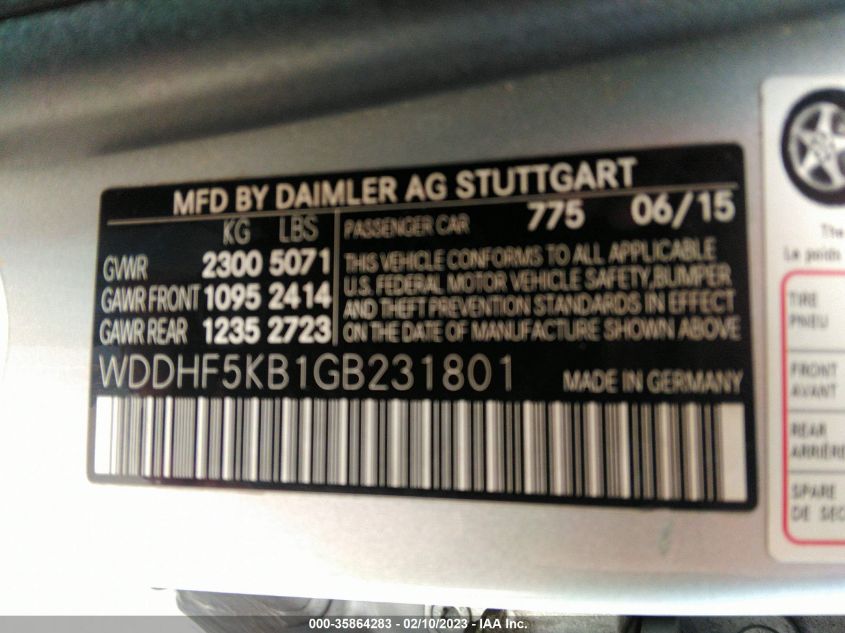 MFD BY DAIMLER AG STUTTGART
KG LBS
PASSENGER CAR 775 06/15
GVWR 2300 5071
GAWR FRONT 1095 2414
GAWR REAR 1235 2723
THIS VEHICLE CONFORMS TO ALL APPLICABLE
U.S. FEDERAL MOTOR VEHICLE SAFETY, BUMPER,
AND THEFT PREVENTION STANDARDS IN EFFECT
ON THE DATE OF MANUFACTURE SHOWN ABOVE
WDDHF5KB1GB231801 MADE IN GERMANY
The
Le poids
TIRE
PNEU
FRONT
AVANT
REAR
ARRIÈRE
SPARE
DE SEC
000-35864283 - 02/10/2023 - IAA Inc.